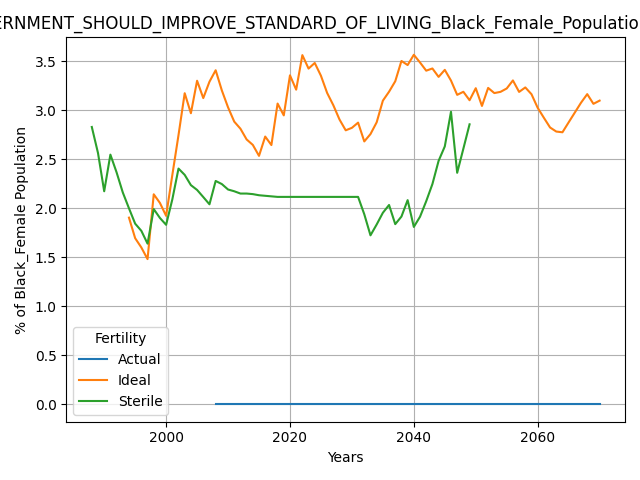 ERNMENT_SHOULD_IMPROVE_STANDARD_OF_LIVING_Black_Female_Populatio
% of Black_Female Population
3.5
3.0
2.5
2.0
1.5
1.0
0.5
0.0
Fertility
Actual
Ideal
Sterile
2000
2020
2040
2060
Years